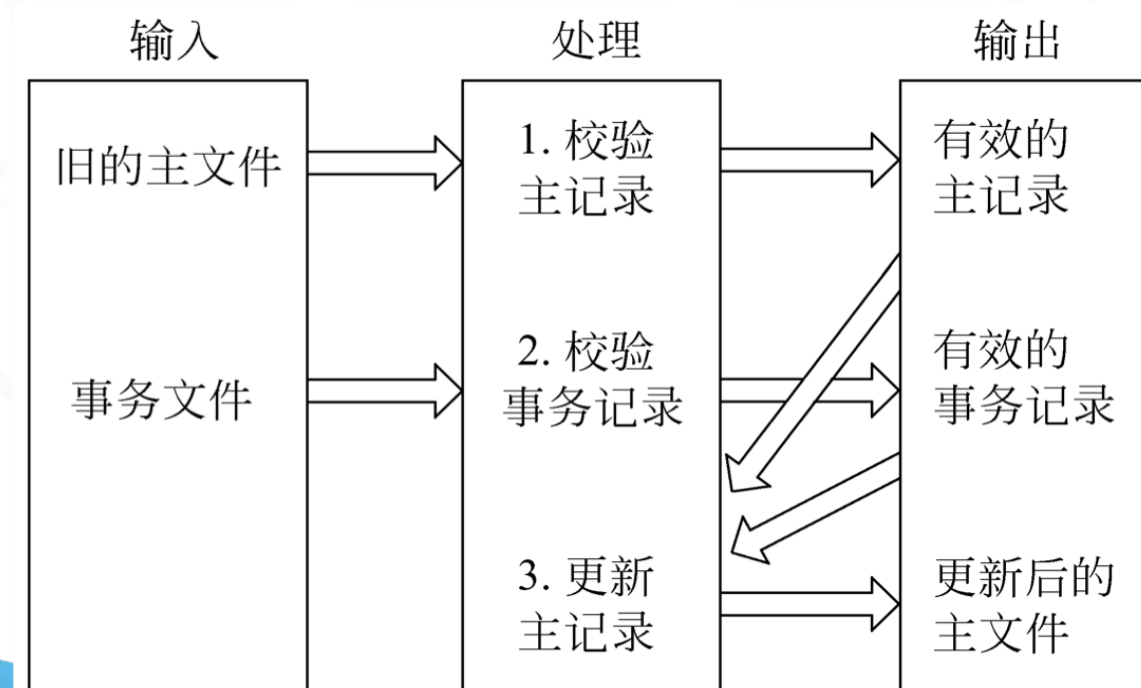 输入
处理
输出
旧的主文件
1. 校验
主记录
有效的
主记录
事务文件
2. 校验
事务记录
有效的
事务记录
3. 更新
主记录
更新后的
主文件